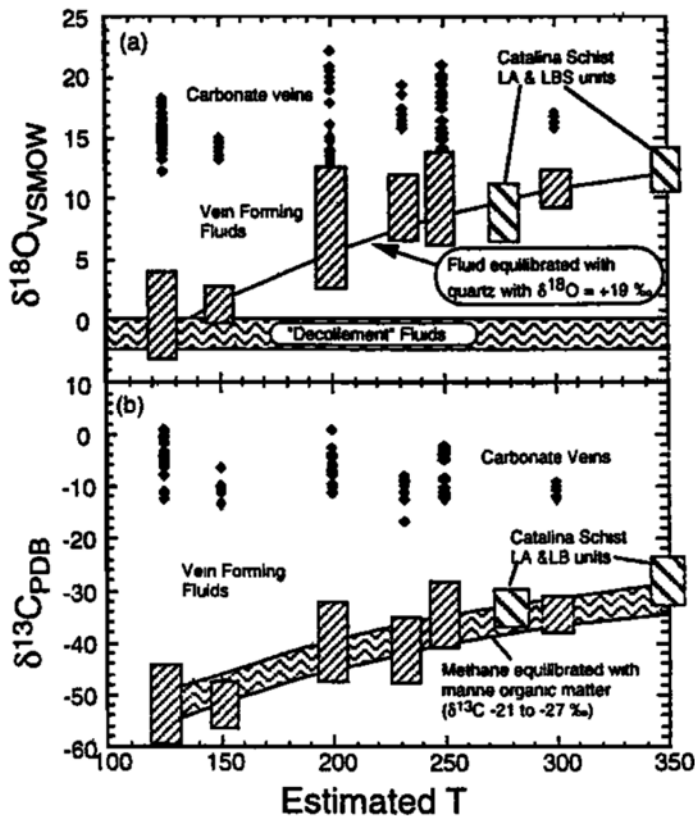 (a)
Catalina Schist
LA & LBS units
Carbonate veins
Vein Forming
Fluids
Fluid equilibrated with
quartz with δ18O = +19 ‰
"Decollement" Fluids
δ18OVSMOW
25
20
15
10
5
0
10
(b)
Carbonate Veins
Catalina Schist
LA &LB units
Vein Forming
Fluids
Methane equilibrated with
marine organic matter
(δ13C -21 to -27 ‰)
δ13CPDB
0
-10
-20
-30
-40
-50
-60
100
150
200
250
300
350
Estimated T